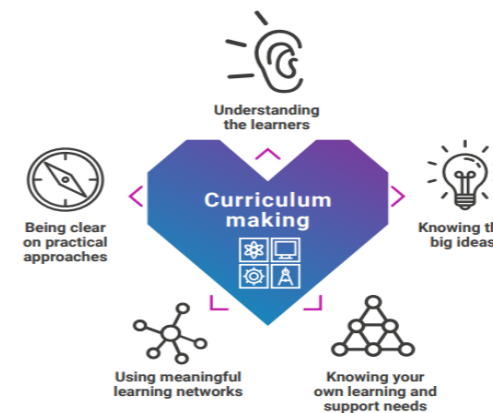 Understanding
the learners
Curriculum
making
Being clear
on practical
approaches
Knowing th
big ideas
Using meaningful
learning networks
Knowing your
own learning and
support needs